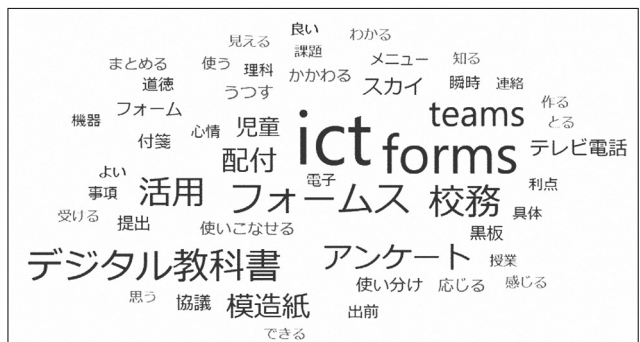 良い
見える
わかる
課題
まとめる
使う
理科
メニュー
知る
かかわる
道徳
うつす
スカイ
瞬時
連絡
機器
フォーム
心情
児童
ict
teams
作る
とる
付箋
配付
forms
テレビ電話
よい
事項
活用
電子
フォームス
校務
利点
具体
受ける
提出
使いこなせる
黒板
デジタル教科書
アンケート
授業
使い分け
応じる
感じる
思う
協議
模造紙
出前
できる